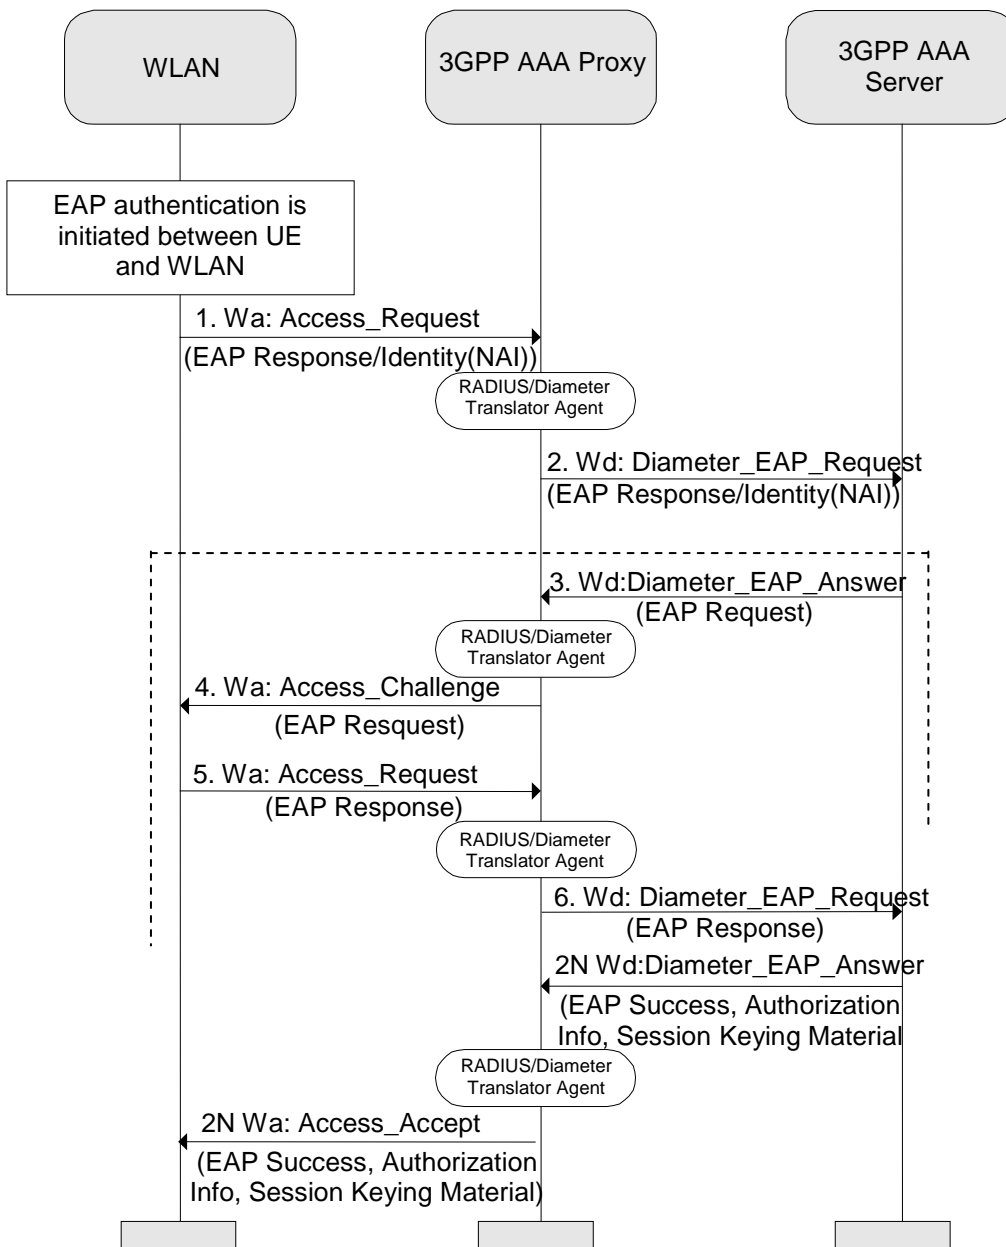 WLAN
3GPP AAA Proxy
3GPP AAA
Server
EAP authentication is
initiated between UE
and WLAN
1. Wa: Access_Request
(EAP Response/Identity(NAI))
RADIUS/Diameter
Translator Agent
2. Wd: Diameter_EAP_Request
(EAP Response/Identity(NAI))
3. Wd:Diameter_EAP_Answer
(EAP Request)
RADIUS/Diameter
Translator Agent
4. Wa: Access_Challenge
(EAP Resquest)
5. Wa: Access_Request
(EAP Response)
RADIUS/Diameter
Translator Agent
6. Wd: Diameter_EAP_Request
(EAP Response)
2N Wd:Diameter_EAP_Answer
(EAP Success, Authorization
Info, Session Keying Material
RADIUS/Diameter
Translator Agent
2N Wa: Access_Accept
(EAP Success, Authorization
Info, Session Keying Material)